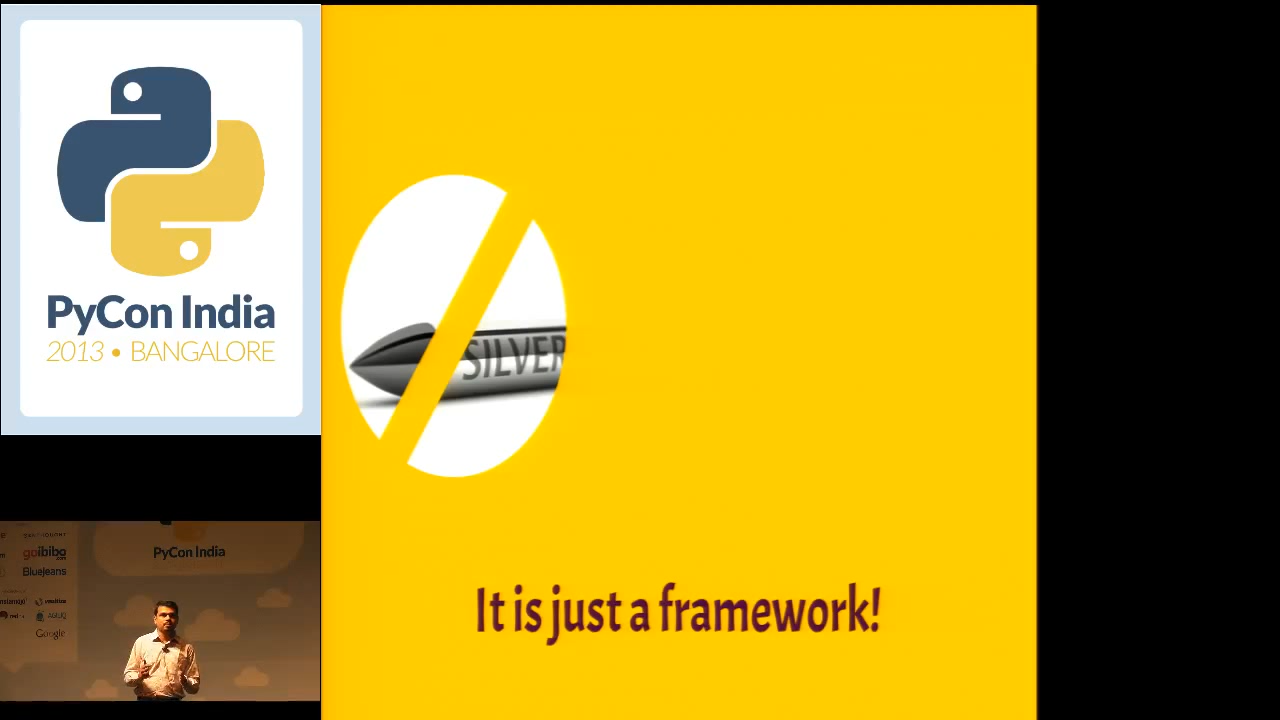 PyCon India
2013 • BANGALORE
SILVER
It is just a framework!
PyCon India
goibibo
BlueJeans
Google